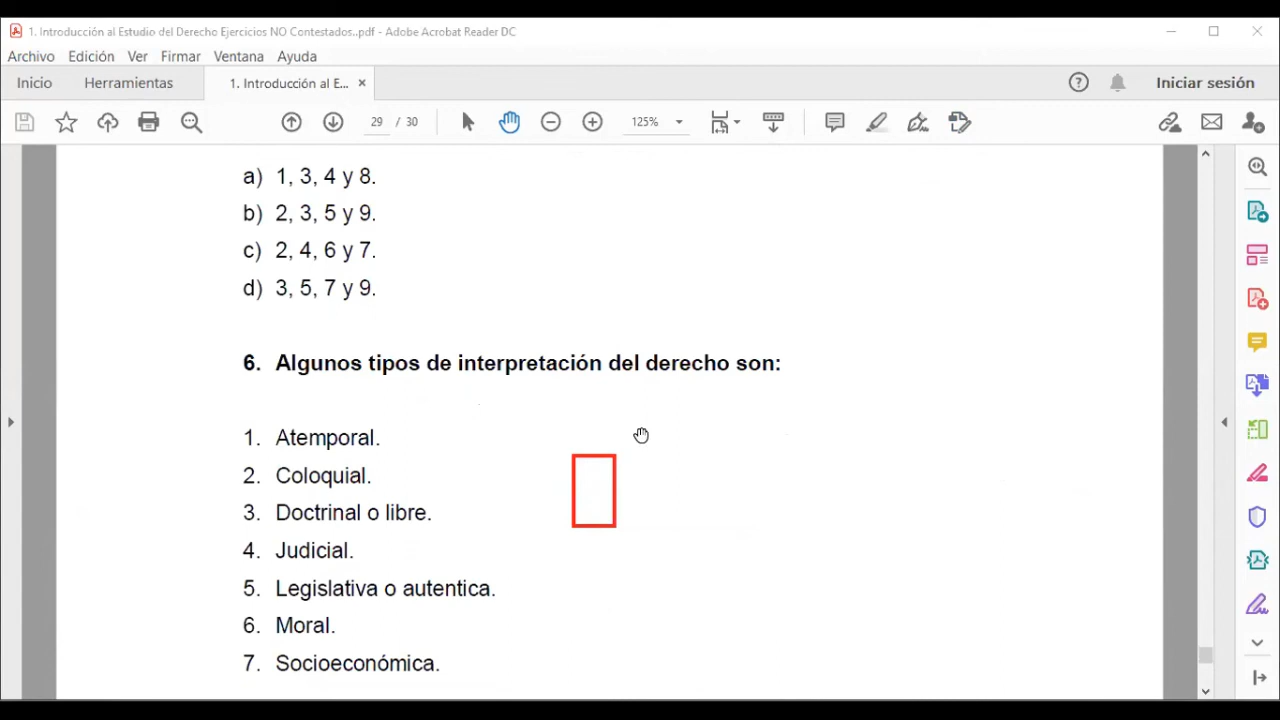 1. Introducción al Estudio del Derecho Ejercicios NO Contestados..pdf - Adobe Acrobat Reader DC
Archivo Edición Ver Firmar Ventana Ayuda
Inicio Herramientas 1. Introducción al E... × Iniciar sesión
29 / 30 125%
a) 1, 3, 4 y 8.
b) 2, 3, 5 y 9.
c) 2, 4, 6 y 7.
d) 3, 5, 7 y 9.
6. Algunos tipos de interpretación del derecho son:
1. Atemporal.
2. Coloquial.
3. Doctrinal o libre.
4. Judicial.
5. Legislativa o autentica.
6. Moral.
7. Socioeconómica.